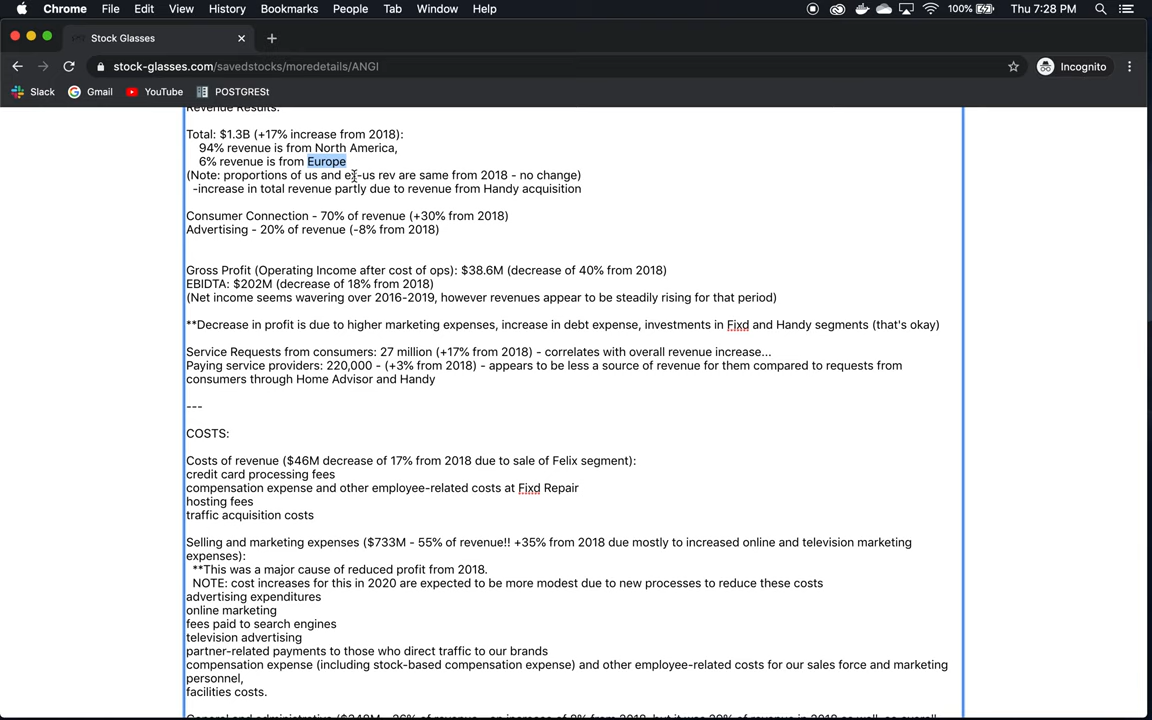 Chrome File Edit View History Bookmarks People Tab Window Help 100% Thu 7:28 PM
Stock Glasses
stock-glasses.com/savedstocks/moredetails/ANGI Incognito
Slack Gmail YouTube POSTGRESt
Revenue Results:
Total: $1.3B (+17% increase from 2018):
94% revenue is from North America,
6% revenue is from Europe
(Note: proportions of us and ex-us rev are same from 2018 - no change)
-increase in total revenue partly due to revenue from Handy acquisition
Consumer Connection - 70% of revenue (+30% from 2018)
Advertising - 20% of revenue (-8% from 2018)
Gross Profit (Operating Income after cost of ops): $38.6M (decrease of 40% from 2018)
EBIDTA: $202M (decrease of 18% from 2018)
(Net income seems wavering over 2016-2019, however revenues appear to be steadily rising for that period)
**Decrease in profit is due to higher marketing expenses, increase in debt expense, investments in Fixd and Handy segments (that's okay)
Service Requests from consumers: 27 million (+17% from 2018) - correlates with overall revenue increase...
Paying service providers: 220,000 - (+3% from 2018) - appears to be less a source of revenue for them compared to requests from
consumers through Home Advisor and Handy
---
COSTS:
Costs of revenue ($46M decrease of 17% from 2018 due to sale of Felix segment):
credit card processing fees
compensation expense and other employee-related costs at Fixd Repair
hosting fees
traffic acquisition costs
Selling and marketing expenses ($733M - 55% of revenue!! +35% from 2018 due mostly to increased online and television marketing
expenses):
**This was a major cause of reduced profit from 2018.
NOTE: cost increases for this in 2020 are expected to be more modest due to new processes to reduce these costs
advertising expenditures
online marketing
fees paid to search engines
television advertising
partner-related payments to those who direct traffic to our brands
compensation expense (including stock-based compensation expense) and other employee-related costs for our sales force and marketing
personnel,
facilities costs.